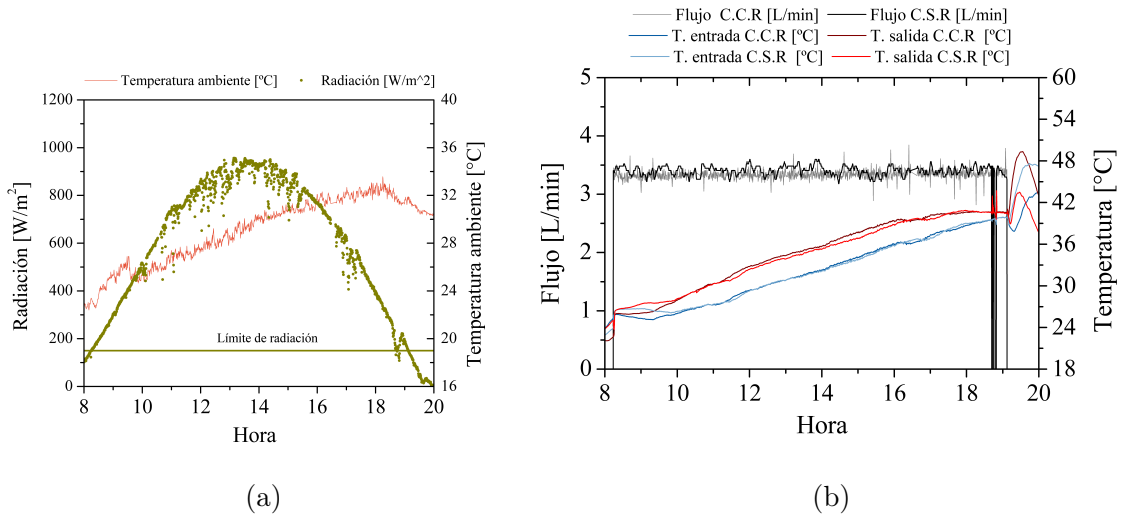 Temperatura ambiente [ºC] Radiación [W/m^2]
1200
1000
800
600
400
200
0
Radiación [W/m²]
40
36
32
28
24
20
16
Temperatura ambiente [°C]
Límite de radiación
8 10 12 14 16 18 20
Hora
(a)
Flujo C.C.R [L/min] Flujo C.S.R [L/min]
T. entrada C.C.R [ºC] T. salida C.C.R [ºC]
T. entrada C.S.R [ºC] T. salida C.S.R [ºC]
5
4
3
2
1
0
Flujo [L/min]
60
54
48
42
36
30
24
18
Temperatura [°C]
8 10 12 14 16 18 20
Hora
(b)